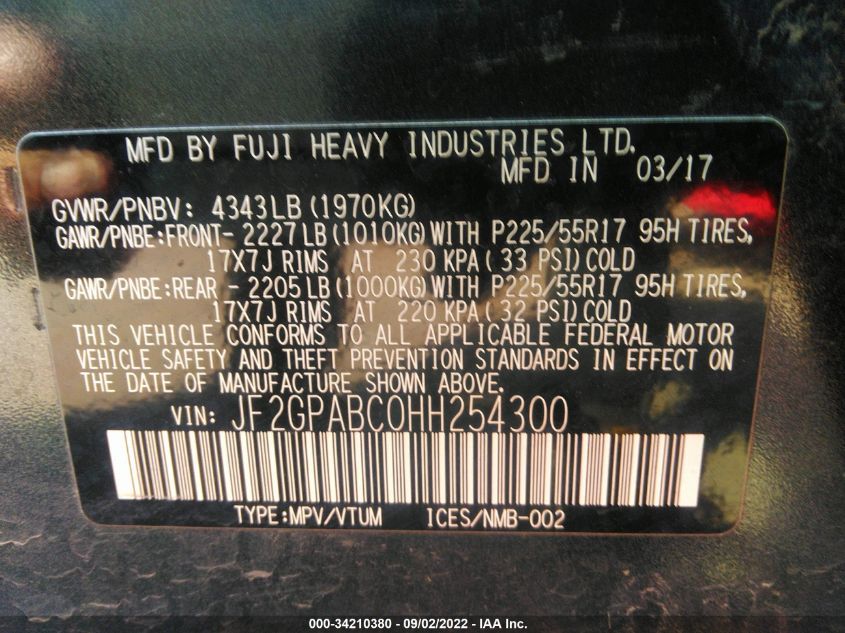 MFD BY FUJI HEAVY INDUSTRIES LTD.
MFD IN 03/17
GVWR/PNBV: 4343LB (1970KG)
GAWR/PNBE:FRONT- 2227LB (1010KG) WITH P225/55R17 95H TIRES,
17X7J RIMS AT 230 KPA (33 PSI) COLD
GAWR/PNBE:REAR - 2205LB (1000KG) WITH P225/55R17 95H TIRES,
17X7J RIMS AT 220 KPA (32 PSI) COLD
THIS VEHICLE CONFORMS TO ALL APPLICABLE FEDERAL MOTOR
VEHICLE SAFETY AND THEFT PREVENTION STANDARDS IN EFFECT ON
THE DATE OF MANUFACTURE SHOWN ABOVE.
VIN: JF2GPABC0HH254300
TYPE:MPV/VTUM ICES/NMB-002
000-34210380 - 09/02/2022 - IAA Inc.